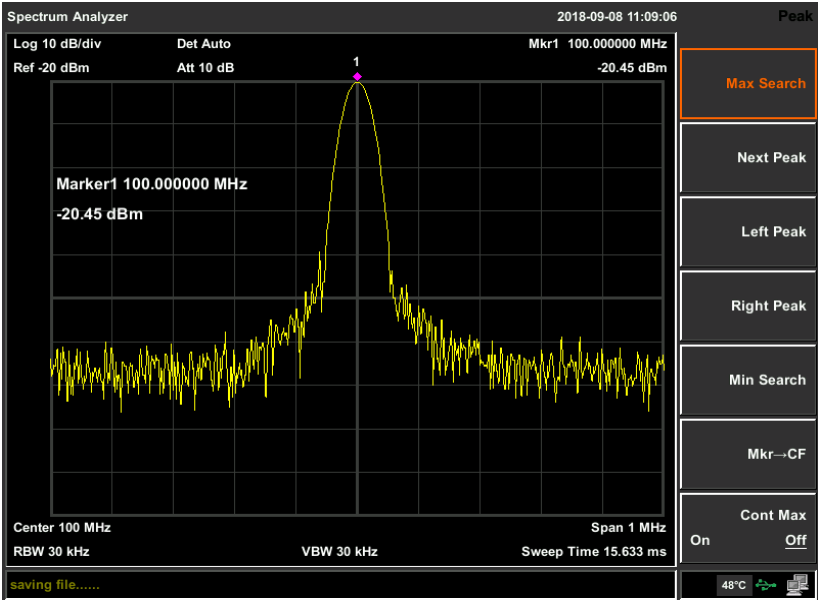 Spectrum Analyzer 2018-09-08 11:09:06 Peak
Log 10 dB/div Det Auto Mkr1 100.000000 MHz
Ref -20 dBm Att 10 dB -20.45 dBm
1
Marker1 100.000000 MHz
-20.45 dBm
Center 100 MHz Span 1 MHz
RBW 30 kHz VBW 30 kHz Sweep Time 15.633 ms
saving file......
Max Search
Next Peak
Left Peak
Right Peak
Min Search
Mkr→CF
Cont Max
On Off
48°C